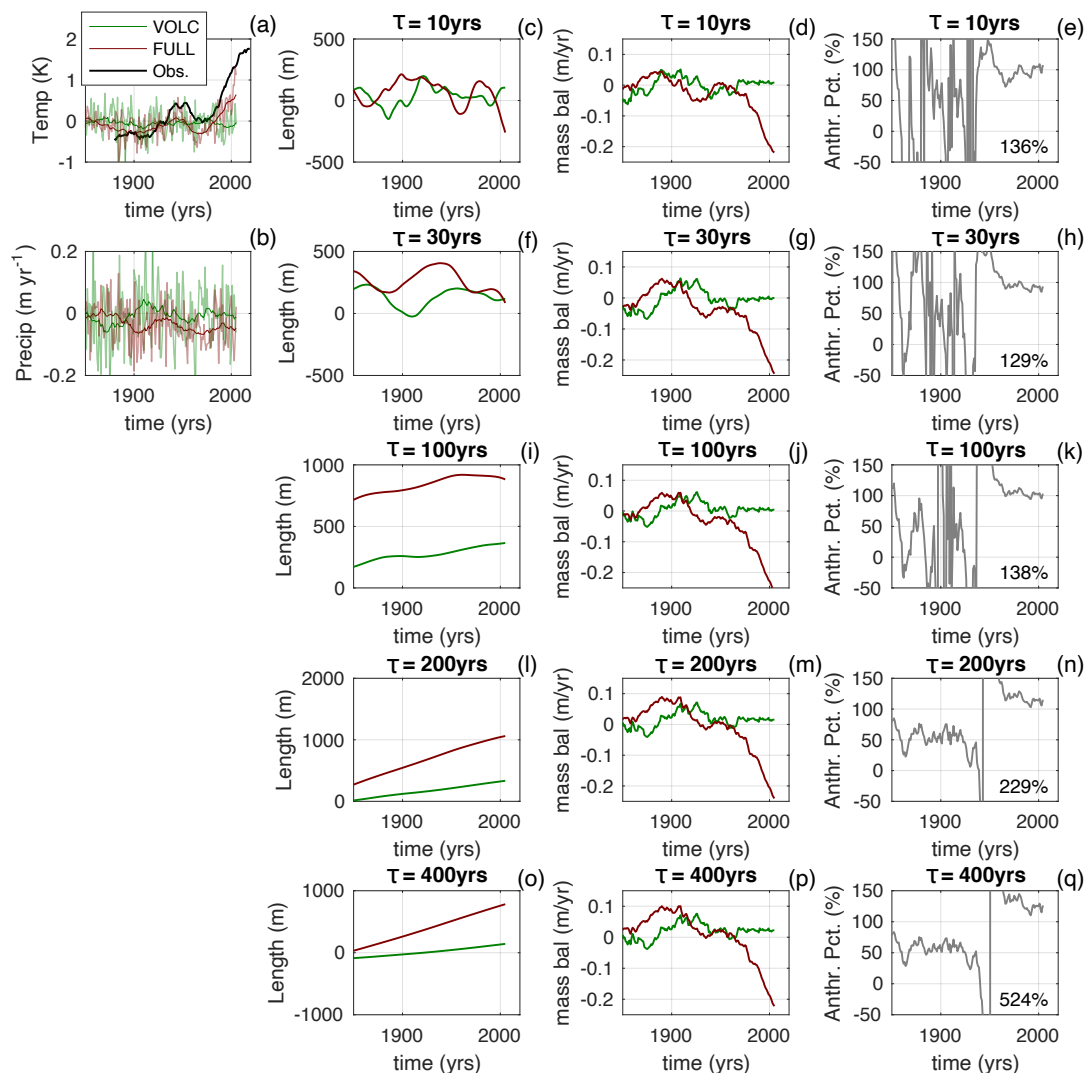 (a)
VOLC
FULL
Obs.
Temp (K)
2
1
0
-1
1900
2000
time (yrs)
τ = 10yrs
(c)
Length (m)
500
0
-500
1900
2000
time (yrs)
τ = 10yrs
(d)
mass bal (m/yr)
0.1
0
-0.1
-0.2
1900
2000
time (yrs)
τ = 10yrs
(e)
Anthr. Pct. (%)
150
100
50
0
-50
136%
1900
2000
time (yrs)
(b)
Precip (m yr-1)
0.2
0
-0.2
1900
2000
time (yrs)
τ = 30yrs
(f)
Length (m)
500
0
-500
1900
2000
time (yrs)
τ = 30yrs
(g)
mass bal (m/yr)
0.1
0
-0.1
-0.2
1900
2000
time (yrs)
τ = 30yrs
(h)
Anthr. Pct. (%)
150
100
50
0
-50
129%
1900
2000
time (yrs)
τ = 100yrs
(i)
Length (m)
1000
500
0
1900
2000
time (yrs)
τ = 100yrs
(j)
mass bal (m/yr)
0.1
0
-0.1
-0.2
1900
2000
time (yrs)
τ = 100yrs
(k)
Anthr. Pct. (%)
150
100
50
0
-50
138%
1900
2000
time (yrs)
τ = 200yrs
(l)
Length (m)
2000
1000
0
1900
2000
time (yrs)
τ = 200yrs
(m)
mass bal (m/yr)
0.1
0
-0.1
-0.2
1900
2000
time (yrs)
τ = 200yrs
(n)
Anthr. Pct. (%)
150
100
50
0
-50
229%
1900
2000
time (yrs)
τ = 400yrs
(o)
Length (m)
1000
0
-1000
1900
2000
time (yrs)
τ = 400yrs
(p)
mass bal (m/yr)
0.1
0
-0.1
-0.2
1900
2000
time (yrs)
τ = 400yrs
(q)
Anthr. Pct. (%)
150
100
50
0
-50
524%
1900
2000
time (yrs)